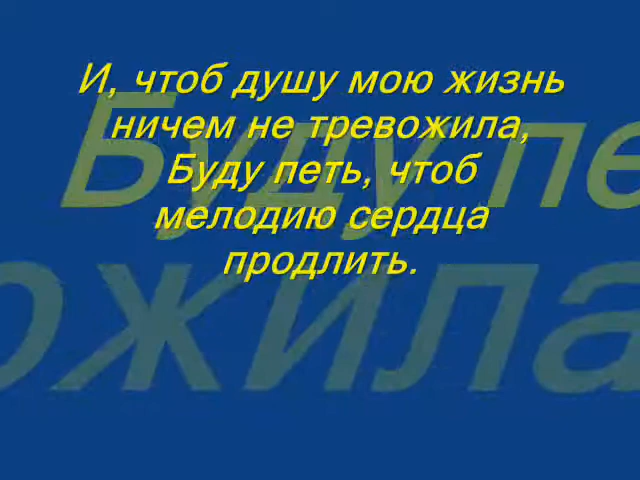 И, чтоб душу мою жизнь
ничем не тревожила,
Буду петь, чтоб
мелодию сердца
продлить.
Буду пе
ожила